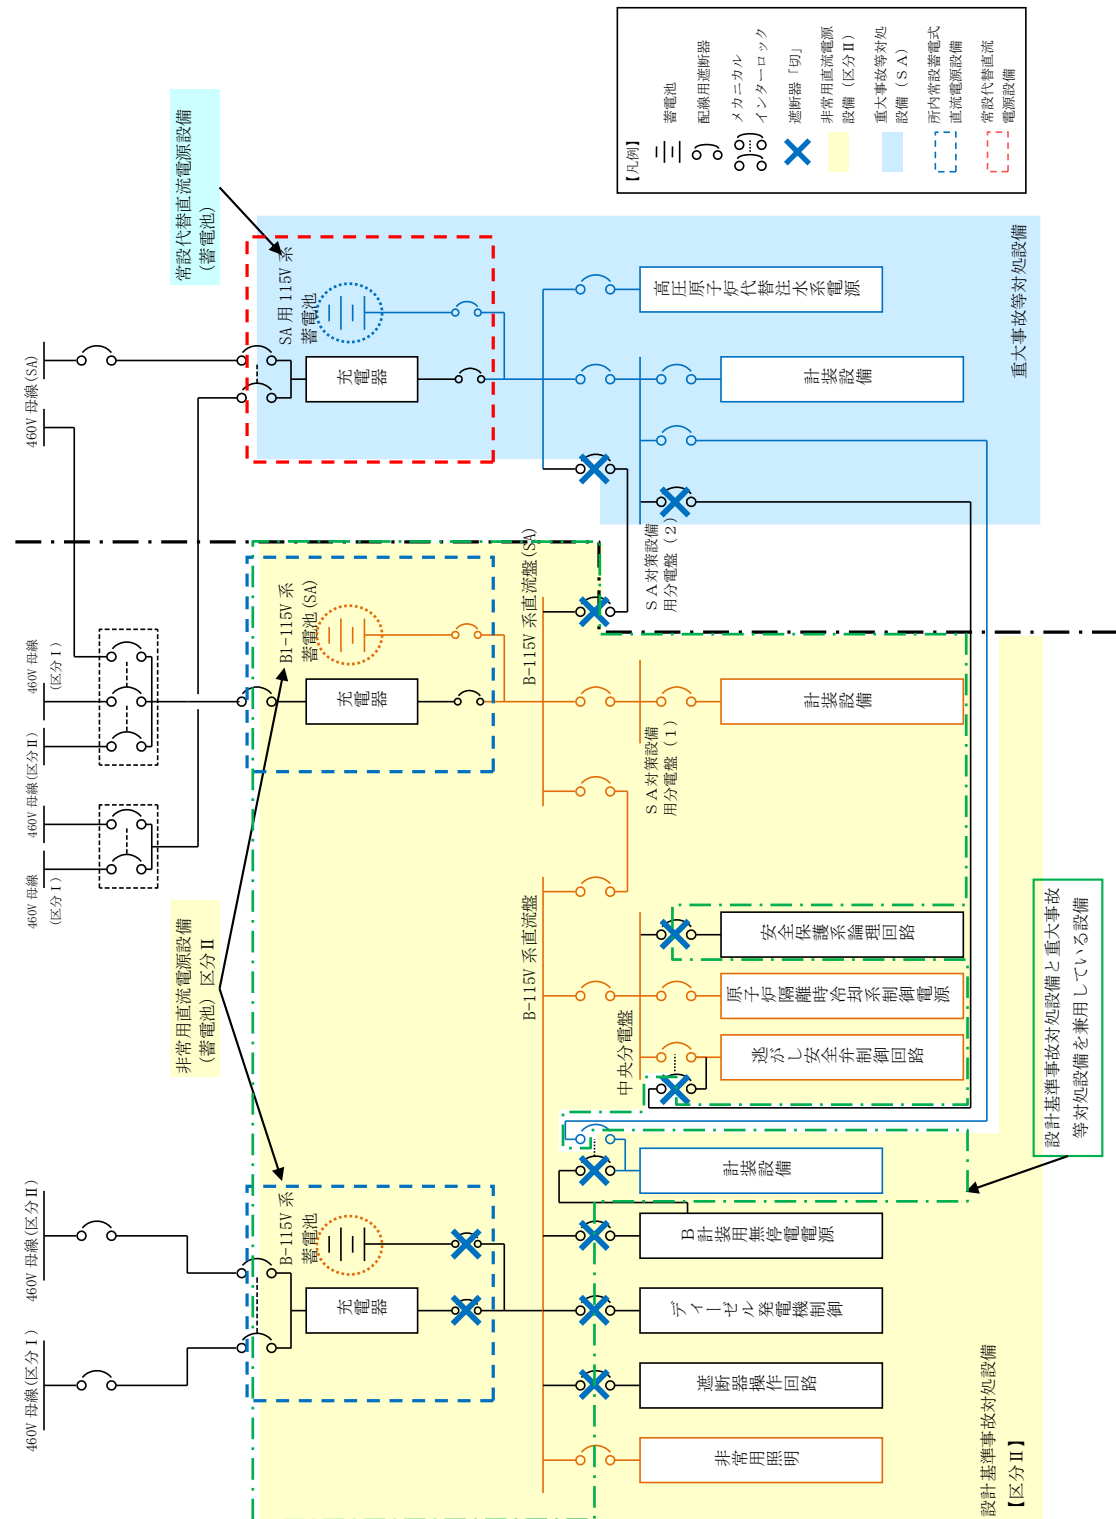 【凡例】
蓄電池
配線用遮断器
メカニカル
インターロック
遮断器「切」
非常用直流電源
設備（区分Ⅱ）
重大事故等対処
設備（ＳＡ）
所内常設蓄電式
直流電源設備
常設代替直流
電源設備
常設代替直流電源設備
（蓄電池）
460V 母線(SA)
SA 用 115V 系
蓄電池
充電器
高圧原子炉代替注水系電源
計装設備
重大事故等対処設備
ＳＡ対策設備
用分電盤（２）
460V 母線
(区分Ⅰ)
460V 母線(区分Ⅱ)
460V 母線(区分Ⅱ)
460V 母線
(区分Ⅰ)
B1-115V 系
蓄電池(SA)
充電器
B-115V 系直流盤(SA)
ＳＡ対策設備
用分電盤（１）
計装設備
非常用直流電源設備
（蓄電池） 区分Ⅱ
B-115V 系直流盤
中央分電盤
安全保護系論理回路
原子炉隔離時冷却系制御電源
逃がし安全弁制御回路
設計基準事故対処設備と重大事故
等対処設備を兼用している設備
460V 母線(区分Ⅱ)
460V 母線(区分Ⅰ)
B-115V 系
蓄電池
充電器
計装設備
B計装用無停電電源
ディーゼル発電機制御
遮断器操作回路
非常用照明
設計基準事故対処設備
【区分Ⅱ】